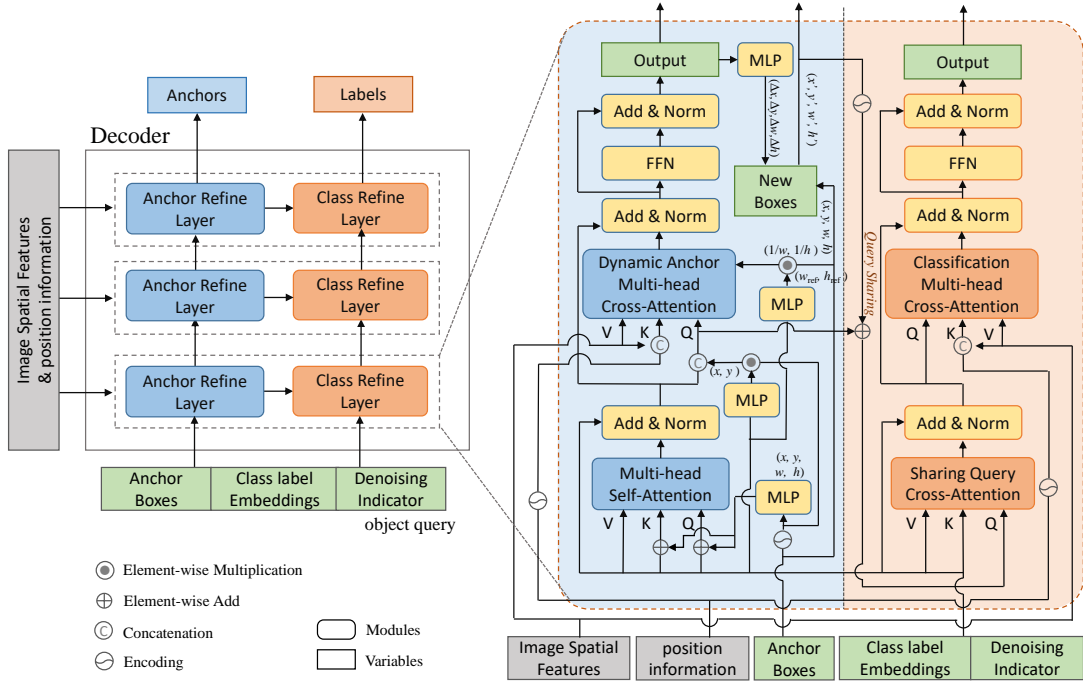 Anchors
Labels
Decoder
Image Spatial Features
& position information
Anchor Refine
Layer
Class Refine
Layer
Anchor Refine
Layer
Class Refine
Layer
Anchor Refine
Layer
Class Refine
Layer
Anchor
Boxes
Class label
Embeddings
Denoising
Indicator
object query
Element-wise Multiplication
Element-wise Add
C
Concatenation
Encoding
Modules
Variables
Output
MLP
(Δx, Δy, Δw, Δh)
(x', y', w', h')
Add & Norm
FFN
New
Boxes
Add & Norm
(x, y, w, h)
(1/w, 1/h )
Dynamic Anchor
Multi-head
Cross-Attention
(wref, href)
MLP
V
K
Q
C
C
(x, y )
MLP
Add & Norm
(x, y,
w, h)
Multi-head
Self-Attention
MLP
V
K
Q
Query Sharing
Output
Add & Norm
FFN
Add & Norm
Classification
Multi-head
Cross-Attention
Q
K
V
C
Add & Norm
Sharing Query
Cross-Attention
V
K
Q
Image Spatial
Features
position
information
Anchor
Boxes
Class label
Embeddings
Denoising
Indicator